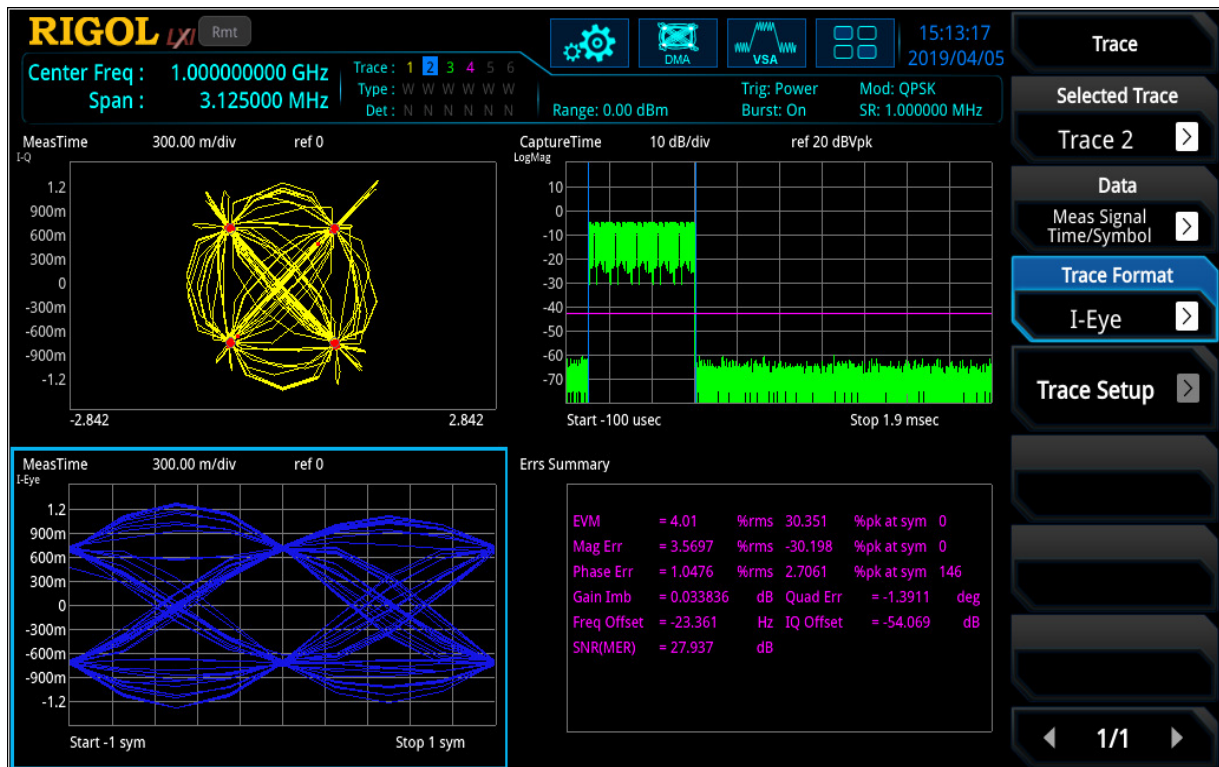 RIGOL LXI Rmt
DMA
VSA
15:13:17
2019/04/05
Center Freq : 1.000000000 GHz
Span : 3.125000 MHz
Trace : 1 2 3 4 5 6
Type : W W W W W W
Det : N N N N N N
Range: 0.00 dBm
Trig: Power
Burst: On
Mod: QPSK
SR: 1.000000 MHz
MeasTime 300.00 m/div ref 0
I-Q
1.2
900m
600m
300m
0
-300m
-600m
-900m
-1.2
-2.842 2.842
CaptureTime 10 dB/div ref 20 dBVpk
LogMag
10
0
-10
-20
-30
-40
-50
-60
-70
Start -100 usec Stop 1.9 msec
MeasTime 300.00 m/div ref 0
I-Eye
1.2
900m
600m
300m
0
-300m
-600m
-900m
-1.2
Start -1 sym Stop 1 sym
Errs Summary
EVM = 4.01 %rms 30.351 %pk at sym 0
Mag Err = 3.5697 %rms -30.198 %pk at sym 0
Phase Err = 1.0476 %rms 2.7061 %pk at sym 146
Gain Imb = 0.033836 dB Quad Err = -1.3911 deg
Freq Offset = -23.361 Hz IQ Offset = -54.069 dB
SNR(MER) = 27.937 dB
Trace
Selected Trace
Trace 2
Data
Meas Signal
Time/Symbol
Trace Format
I-Eye
Trace Setup
1/1